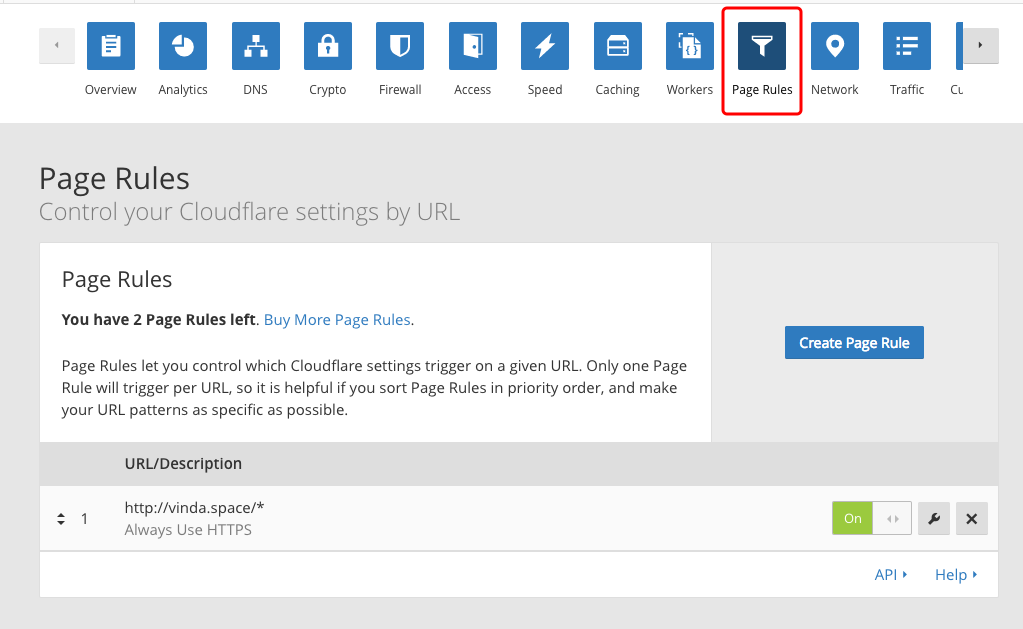 Overview Analytics DNS Crypto Firewall Access Speed Caching Workers Page Rules Network Traffic Cu
Page Rules
Control your Cloudflare settings by URL
Page Rules
You have 2 Page Rules left. Buy More Page Rules.
Create Page Rule
Page Rules let you control which Cloudflare settings trigger on a given URL. Only one Page
Rule will trigger per URL, so it is helpful if you sort Page Rules in priority order, and make
your URL patterns as specific as possible.
URL/Description
1 http://vinda.space/*
Always Use HTTPS
On
API Help